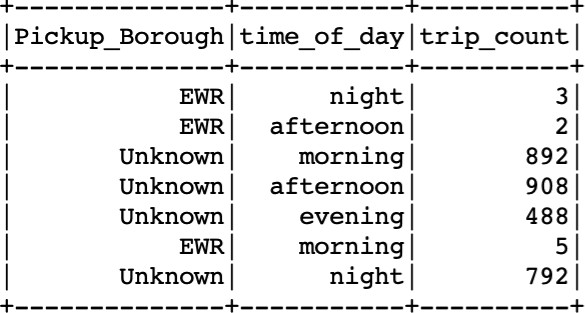 +--------------+-----------+----------+
|Pickup_Borough|time_of_day|trip_count|
+--------------+-----------+----------+
|           EWR|      night|         3|
|           EWR|  afternoon|         2|
|       Unknown|    morning|       892|
|       Unknown|  afternoon|       908|
|       Unknown|    evening|       488|
|           EWR|    morning|         5|
|       Unknown|      night|       792|
+--------------+-----------+----------+